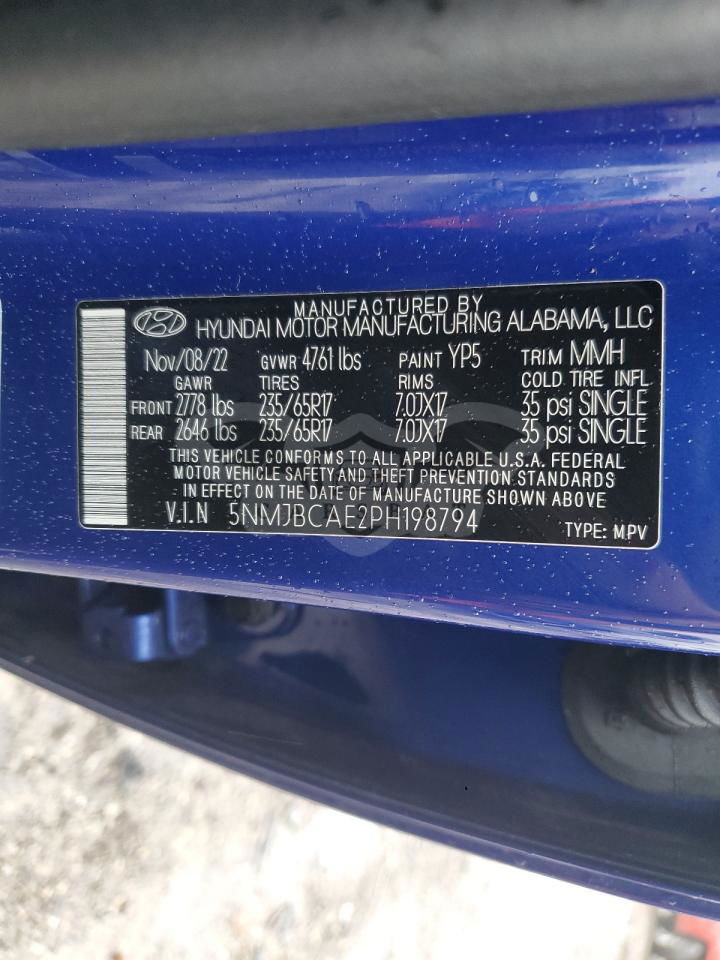 MANUFACTURED BY
HYUNDAI MOTOR MANUFACTURING ALABAMA, LLC
Nov/08/22 GVWR 4761 lbs PAINT YP5 TRIM MMH
GAWR TIRES RIMS COLD TIRE INFL
FRONT 2778 lbs 235/65R17 7.0JX17 35 psi SINGLE
REAR 2646 lbs 235/65R17 7.0JX17 35 psi SINGLE
THIS VEHICLE CONFORMS TO ALL APPLICABLE U.S.A. FEDERAL
MOTOR VEHICLE SAFETY AND THEFT PREVENTION STANDARDS
IN EFFECT ON THE DATE OF MANUFACTURE SHOWN ABOVE.
V.I.N 5NMJBCAE2PH198794 TYPE: MPV